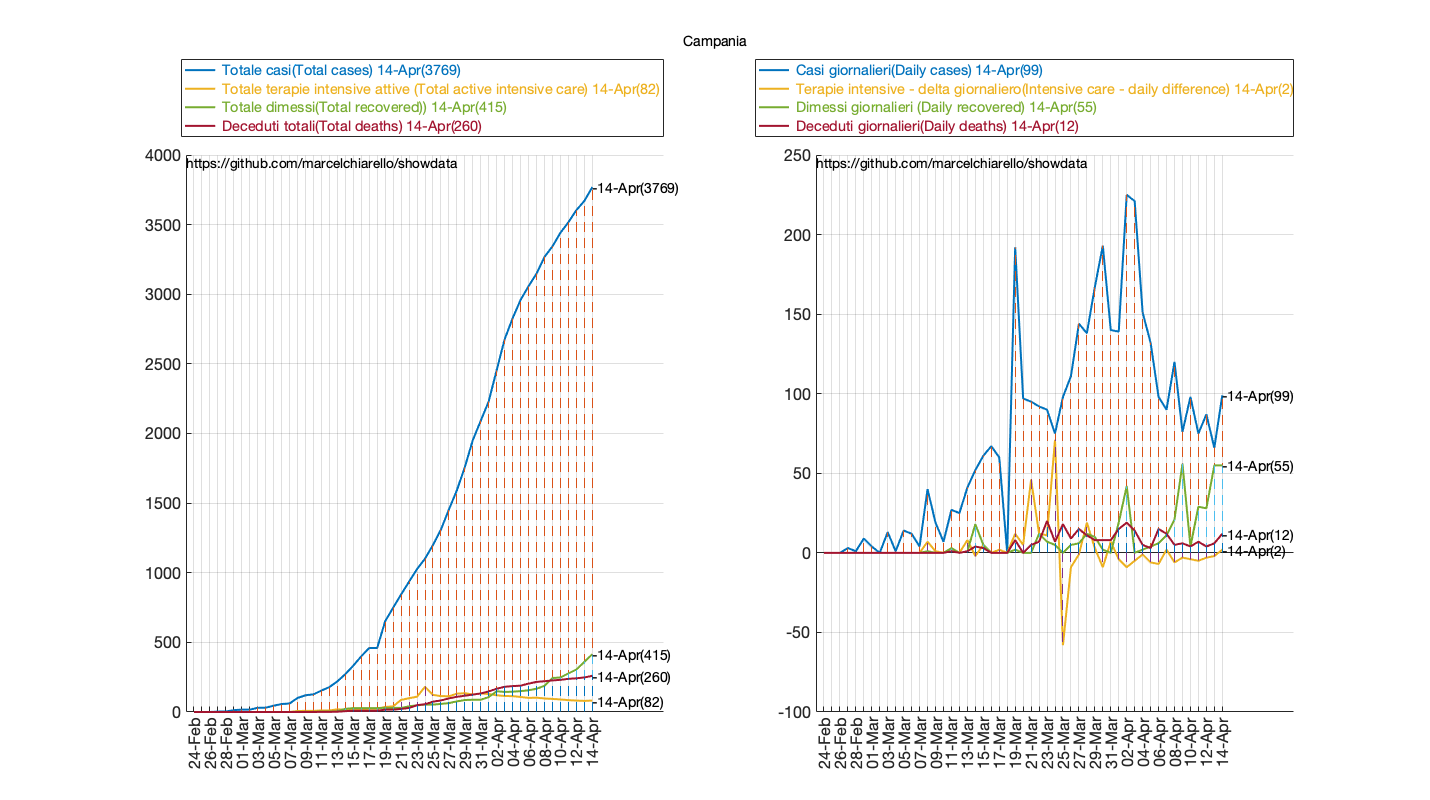 Campania
Totale casi(Total cases) 14-Apr(3769)
Totale terapie intensive attive (Total active intensive care) 14-Apr(82)
Totale dimessi(Total recovered)) 14-Apr(415)
Deceduti totali(Total deaths) 14-Apr(260)
4000
3500
3000
2500
2000
1500
1000
500
0
https://github.com/marcelchiarello/showdata
14-Apr(3769)
14-Apr(415)
14-Apr(260)
14-Apr(82)
24-Feb
26-Feb
28-Feb
01-Mar
03-Mar
05-Mar
07-Mar
09-Mar
11-Mar
13-Mar
15-Mar
17-Mar
19-Mar
21-Mar
23-Mar
25-Mar
27-Mar
29-Mar
31-Mar
02-Apr
04-Apr
06-Apr
08-Apr
10-Apr
12-Apr
14-Apr
Casi giornalieri(Daily cases) 14-Apr(99)
Terapie intensive - delta giornaliero(Intensive care - daily difference) 14-Apr(2)
Dimessi giornalieri (Daily recovered) 14-Apr(55)
Deceduti giornalieri(Daily deaths) 14-Apr(12)
250
200
150
100
50
0
-50
-100
https://github.com/marcelchiarello/showdata
14-Apr(99)
14-Apr(55)
14-Apr(12)
14-Apr(2)
24-Feb
26-Feb
28-Feb
01-Mar
03-Mar
05-Mar
07-Mar
09-Mar
11-Mar
13-Mar
15-Mar
17-Mar
19-Mar
21-Mar
23-Mar
25-Mar
27-Mar
29-Mar
31-Mar
02-Apr
04-Apr
06-Apr
08-Apr
10-Apr
12-Apr
14-Apr